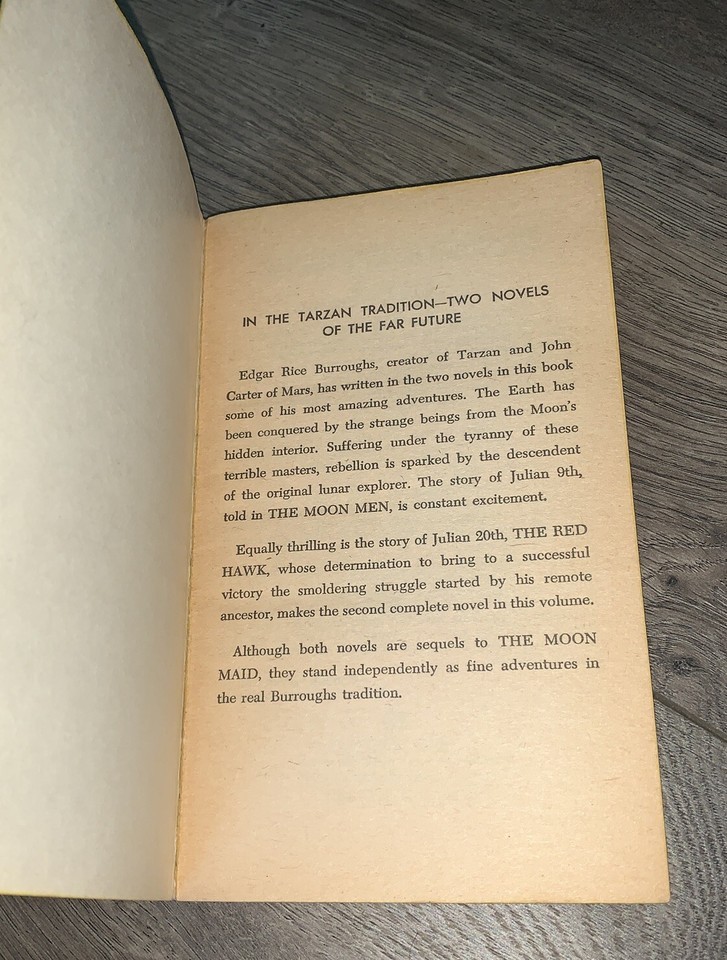 IN THE TARZAN TRADITION—TWO NOVELS
OF THE FAR FUTURE
Edgar Rice Burroughs, creator of Tarzan and John
Carter of Mars, has written in the two novels in this book
some of his most amazing adventures. The Earth has
been conquered by the strange beings from the Moon's
hidden interior. Suffering under the tyranny of these
terrible masters, rebellion is sparked by the descendent
of the original lunar explorer. The story of Julian 9th,
told in THE MOON MEN, is constant excitement.
Equally thrilling is the story of Julian 20th, THE RED
HAWK, whose determination to bring to a successful
victory the smoldering struggle started by his remote
ancestor, makes the second complete novel in this volume.
Although both novels are sequels to THE MOON
MAID, they stand independently as fine adventures in
the real Burroughs tradition.